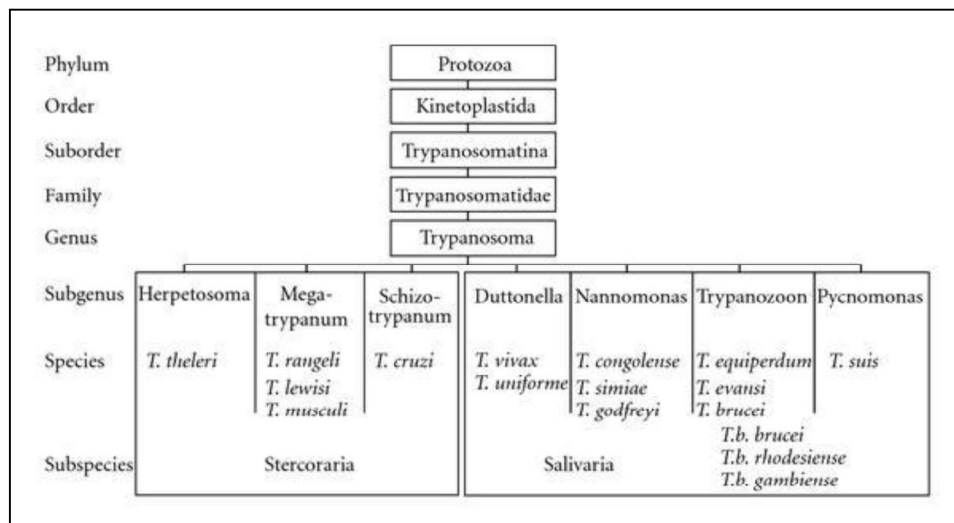 Phylum Protozoa
Order Kinetoplastida
Suborder Trypanosomatina
Family Trypanosomatidae
Genus Trypanosoma
Subgenus Herpetosoma Mega- Schizo- Duttonella Nannomonas Trypanozoon Pycnomonas
trypanum trypanum
Species T. theleri T. rangeli T. cruzi T. vivax T. congolense T. equiperdum T. suis
T. lewisi T. uniforme T. simiae T. evansi
T. musculi T. godfreyi T. brucei
T.b. brucei
Subspecies Stercoraria Salivaria T.b. rhodesiense
T.b. gambiense